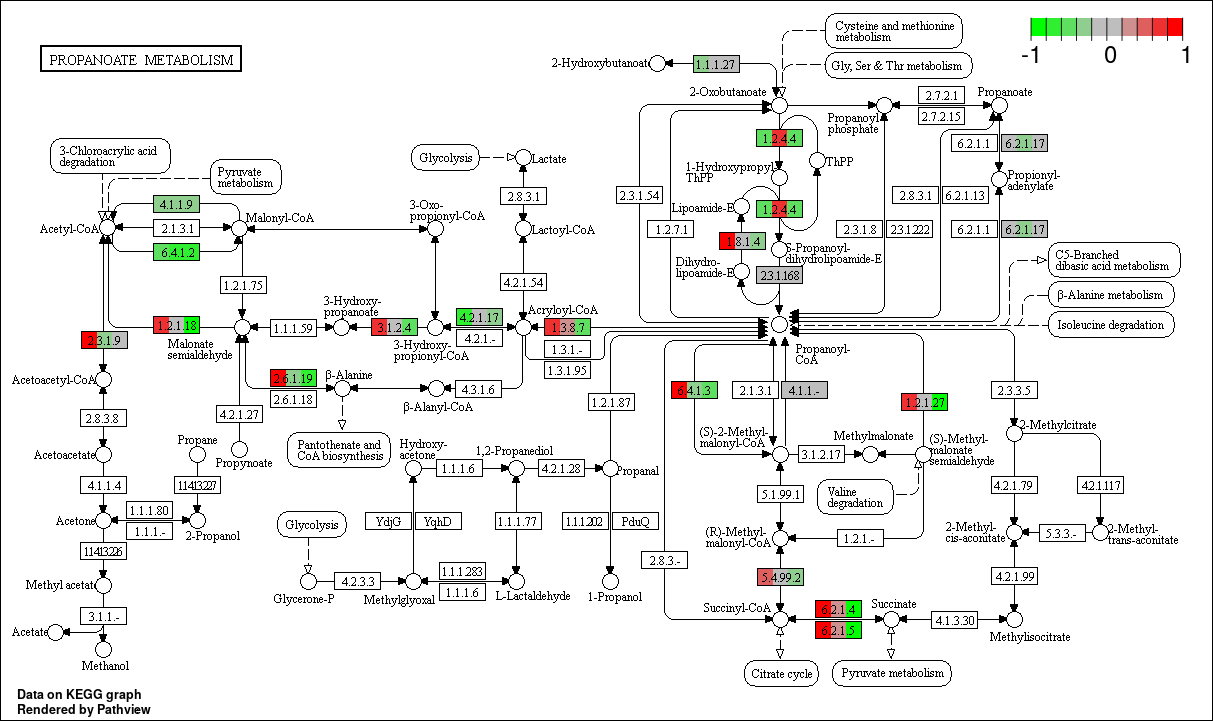 PROPANOATE METABOLISM
-1
0
1
Cysteine and methionine
metabolism
Gly, Ser & Thr metabolism
2-Hydroxybutanoate
1.1.1.27
2-Oxobutanoate
2.7.2.1
2.7.2.15
Propanoyl
phosphate
Propanoate
6.2.1.1
6.2.1.17
Propionyl-
adenylate
6.2.1.1
6.2.1.17
1.2.4.4
ThPP
1-Hydroxypropyl-
ThPP
1.2.4.4
Lipoamide-E
1.8.1.4
Dihydro-
lipoamide-E
S-Propanoyl-
dihydrolipoamide-E
2.3.1.168
2.3.1.54
1.2.7.1
2.3.1.8
2.3.1.222
2.8.3.1
6.2.1.13
C5-Branched
dibasic acid metabolism
β-Alanine metabolism
Isoleucine degradation
3-Chloroacrylic acid
degradation
Pyruvate
metabolism
Glycolysis
Lactate
2.8.3.1
Lactoyl-CoA
4.2.1.54
Acryloyl-CoA
4.1.1.9
2.1.3.1
6.4.1.2
Acetyl-CoA
Malonyl-CoA
3-Oxo-
propionyl-CoA
1.2.1.75
1.2.1.18
Malonate
semialdehyde
1.1.1.59
3-Hydroxy-
propanoate
3.1.2.4
3-Hydroxy-
propionyl-CoA
4.2.1.17
4.2.1.-
1.3.8.7
1.3.1.-
1.3.1.95
2.3.1.9
Acetoacetyl-CoA
2.6.1.19
2.6.1.18
β-Alanine
β-Alanyl-CoA
4.3.1.6
4.2.1.27
Propynoate
Pantothenate and
CoA biosynthesis
2.8.3.8
Acetoacetate
4.1.1.4
Acetone
1.14.13.226
Methyl acetate
3.1.1.-
Acetate
Methanol
Propane
1.14.13.227
1.1.1.80
1.1.1.-
2-Propanol
Hydroxy-
acetone
1.1.1.6
1,2-Propanediol
4.2.1.28
Propanal
1.2.1.87
YdjG
YqhD
1.1.1.77
1.1.1.202
PduQ
Glycolysis
Glycerone-P
4.2.3.3
Methylglyoxal
1.1.1.283
1.1.1.6
L-Lactaldehyde
1-Propanol
Propanoyl-
CoA
6.4.1.3
2.1.3.1
4.1.1.-
1.2.1.27
(S)-2-Methyl-
malonyl-CoA
3.1.2.17
Methylmalonate
(S)-Methyl-
malonate
semialdehyde
Valine
degradation
5.1.99.1
(R)-Methyl-
malonyl-CoA
1.2.1.-
2.8.3.-
5.4.99.2
Succinyl-CoA
6.2.1.4
6.2.1.5
Succinate
4.1.3.30
Methylisocitrate
Citrate cycle
Pyruvate metabolism
2.3.3.5
2-Methylcitrate
4.2.1.79
4.2.1.117
2-Methyl-
cis-aconitate
5.3.3.-
2-Methyl-
trans-aconitate
4.2.1.99
Data on KEGG graph
Rendered by Pathview